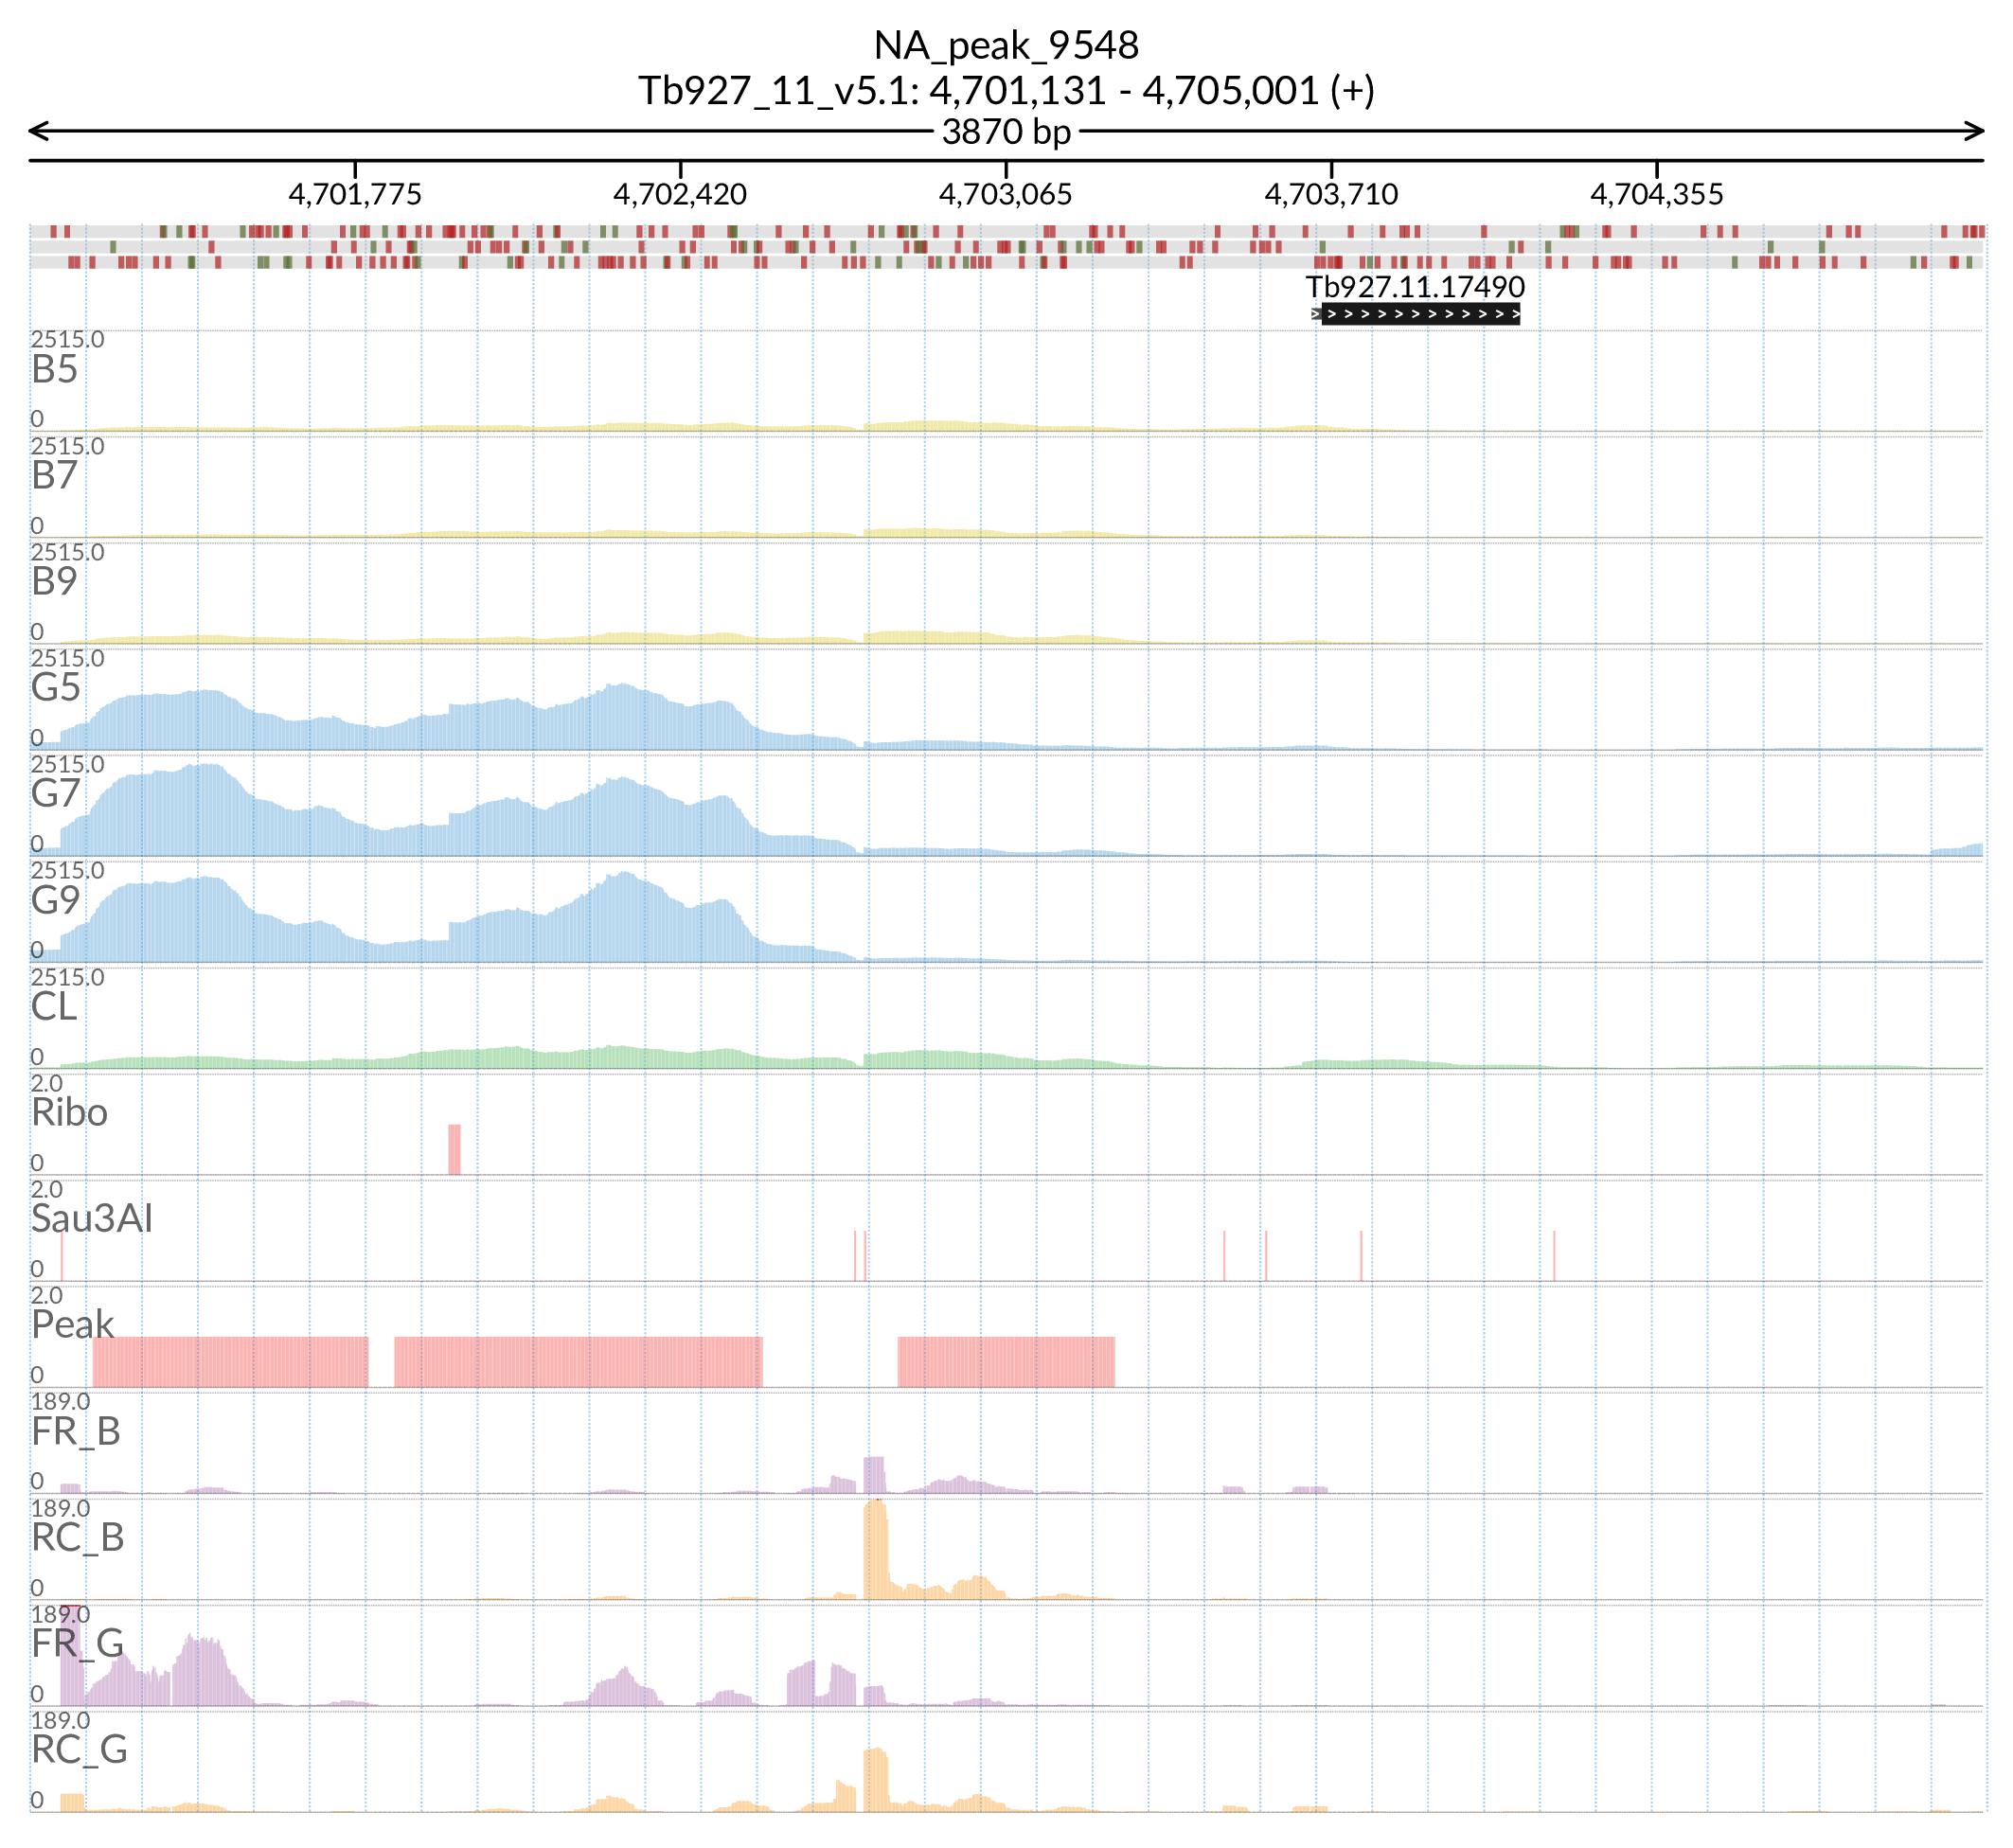 NA_peak_9548
Tb927_11_v5.1: 4,701,131 - 4,705,001 (+)
3870 bp
4,701,775 4,702,420 4,703,065 4,703,710 4,704,355
Tb927.11.17490
2515.0
B5
0
2515.0
B7
0
2515.0
B9
0
2515.0
G5
0
2515.0
G7
0
2515.0
G9
0
2515.0
CL
0
2.0
Ribo
0
2.0
Sau3AI
0
2.0
Peak
0
189.0
FR_B
0
189.0
RC_B
0
189.0
FR_G
0
189.0
RC_G
0